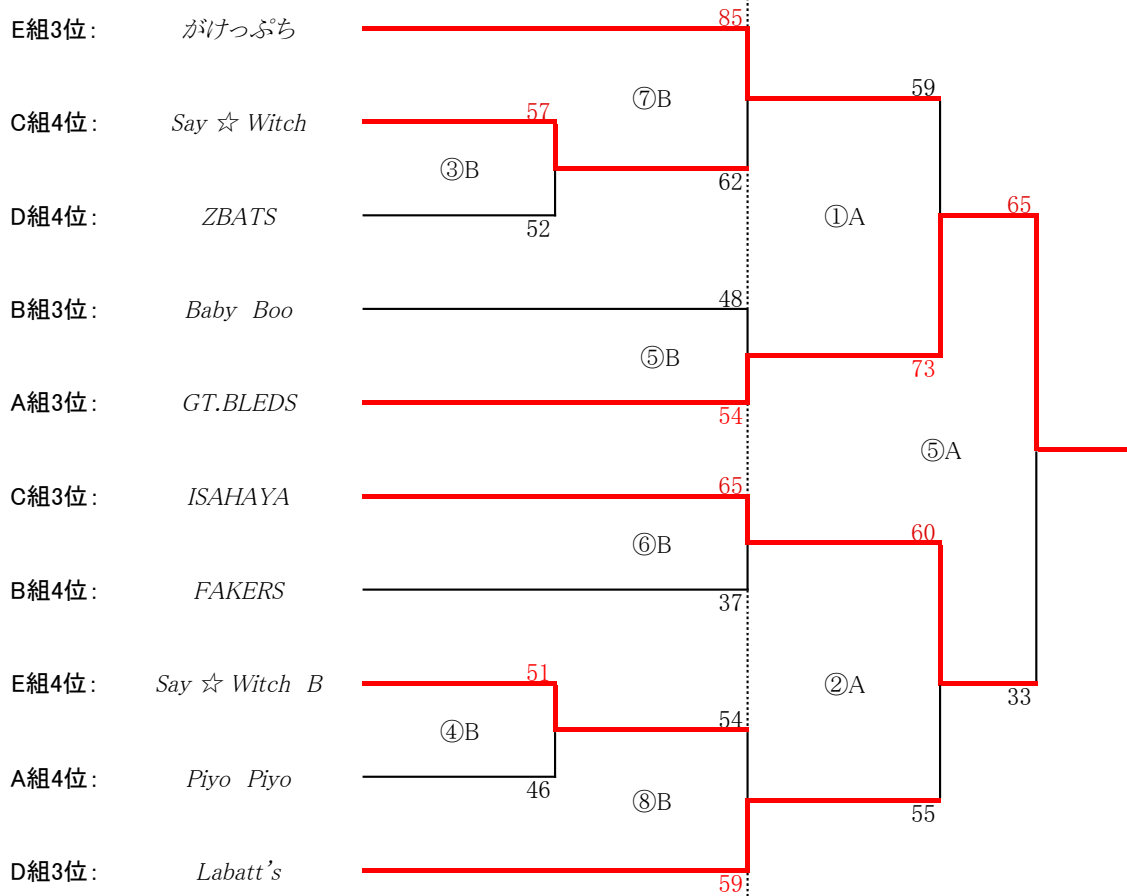 85
E組3位: がけっぷち
59
⑦B
C組4位: Say ☆ Witch 57
③B
62
D組4位: ZBATS
52
①A
65
B組3位: Baby Boo 48
⑤B
73
A組3位: GT.BLEDS
54
⑤A
C組3位: ISAHAYA 65
60
⑥B
B組4位: FAKERS
37
E組4位: Say ☆ Witch B 51
②A
33
54
④B
A組4位: Piyo Piyo
46
⑧B
55
D組3位: Labatt's
59